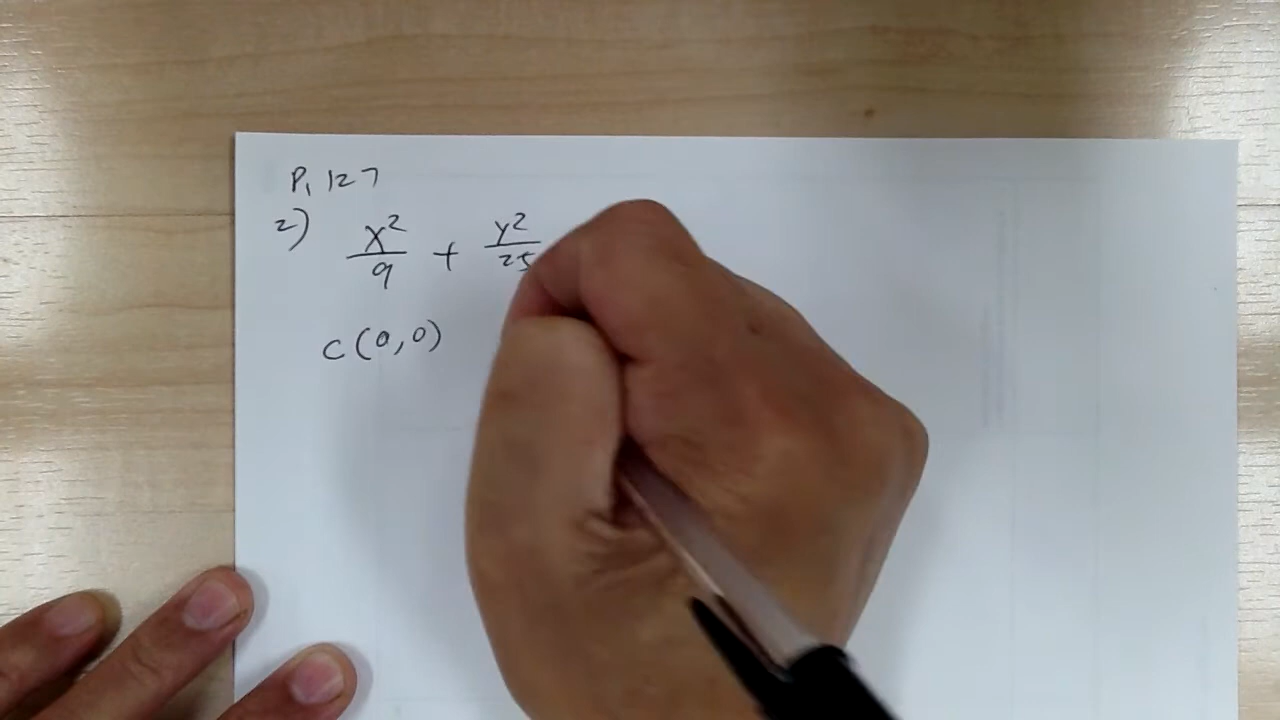 P. 127
2) x²/9 + y²/25
C(0,0)